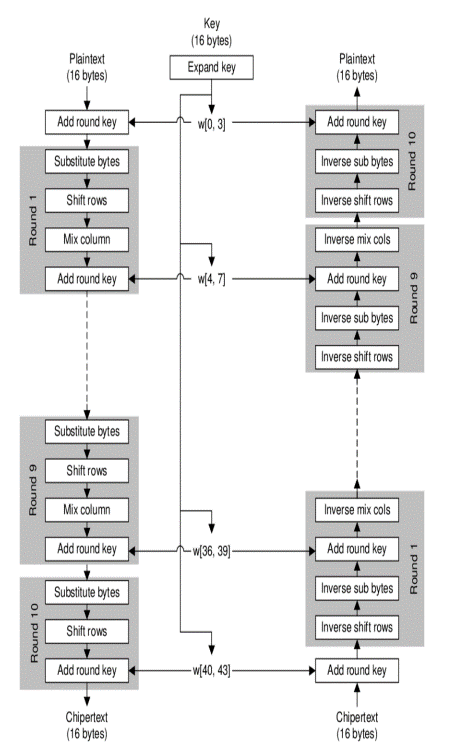 Key
(16 bytes)
Expand key
Plaintext
(16 bytes)
Add round key
Round 1
Substitute bytes
Shift rows
Mix column
Add round key
Round 9
Substitute bytes
Shift rows
Mix column
Add round key
Round 10
Substitute bytes
Shift rows
Add round key
Chipertext
(16 bytes)
w[0, 3]
w[4, 7]
w[36, 39]
w[40, 43]
Plaintext
(16 bytes)
Add round key
Inverse sub bytes
Inverse shift rows
Round 10
Inverse mix cols
Add round key
Inverse sub bytes
Inverse shift rows
Round 9
Inverse mix cols
Add round key
Inverse sub bytes
Inverse shift rows
Round 1
Add round key
Chipertext
(16 bytes)